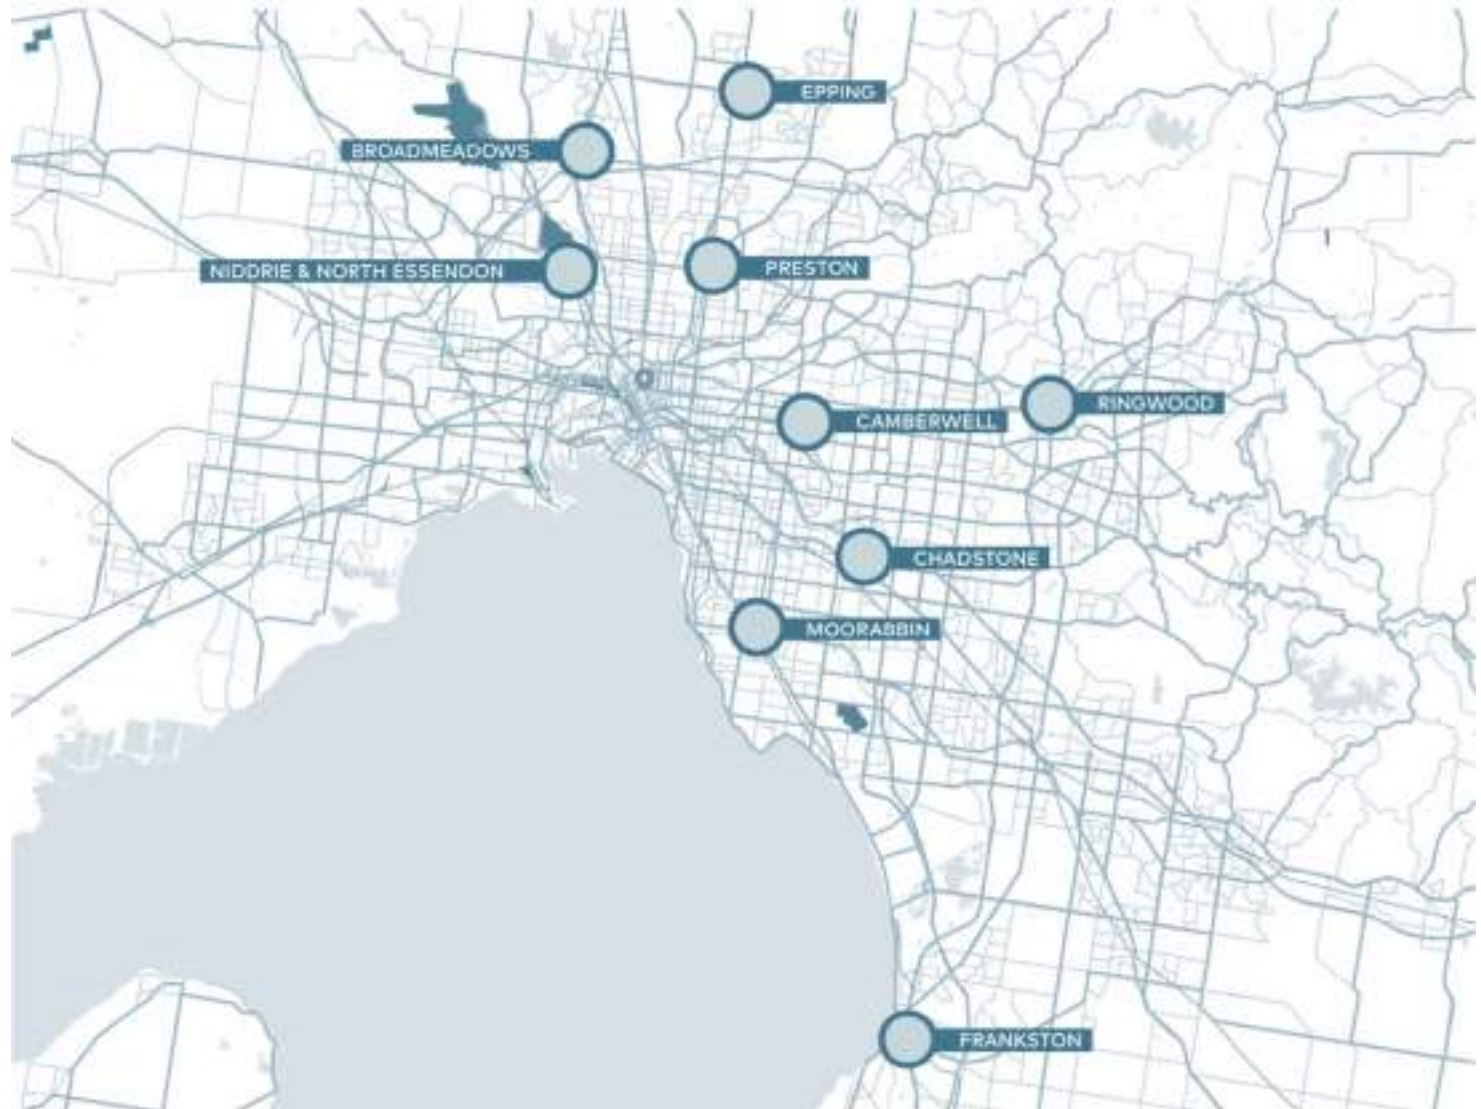 EPPING
BROADMEADOWS
NIDDRIE & NORTH ESSENDON
PRESTON
RINGWOOD
CAMBERWELL
CHADSTONE
MOORABBIN
FRANKSTON